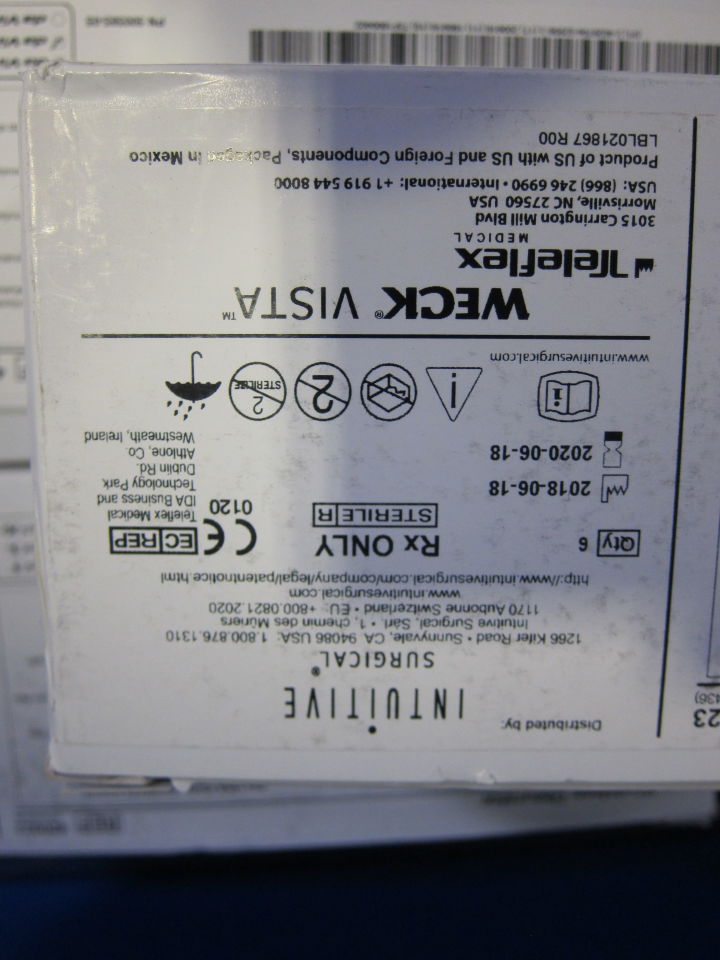 Distributed by:
INTUITIVE
SURGICAL®
1266 Kifer Road • Sunnyvale, CA 94086 USA: 1.800.876.1310
Intuitive Surgical, Sàrl. • 1, chemin des Mûriers
1170 Aubonne Switzerland • EU: +800.0821.2020
www.intuitivesurgical.com
http://www.intuitivesurgical.com/company/legal/patentnotice.html
Qty 6
Rx ONLY
STERILE R
CE 0120
EC REP
Teleflex Medical
IDA Business and
Technology Park
Dublin Rd.
Athlone, Co.
Westmeath, Ireland
2018-06-18
2020-06-18
i
2
2
STERILIZE
www.intuitivesurgical.com
WECK® VISTA™
Teleflex
MEDICAL
3015 Carrington Mill Blvd
Morrisville, NC 27560 USA
USA: (866) 246 6990 • International: +1 919 544 8000
Product of US with US and Foreign Components, Packaged in Mexico
LBL021867 R00